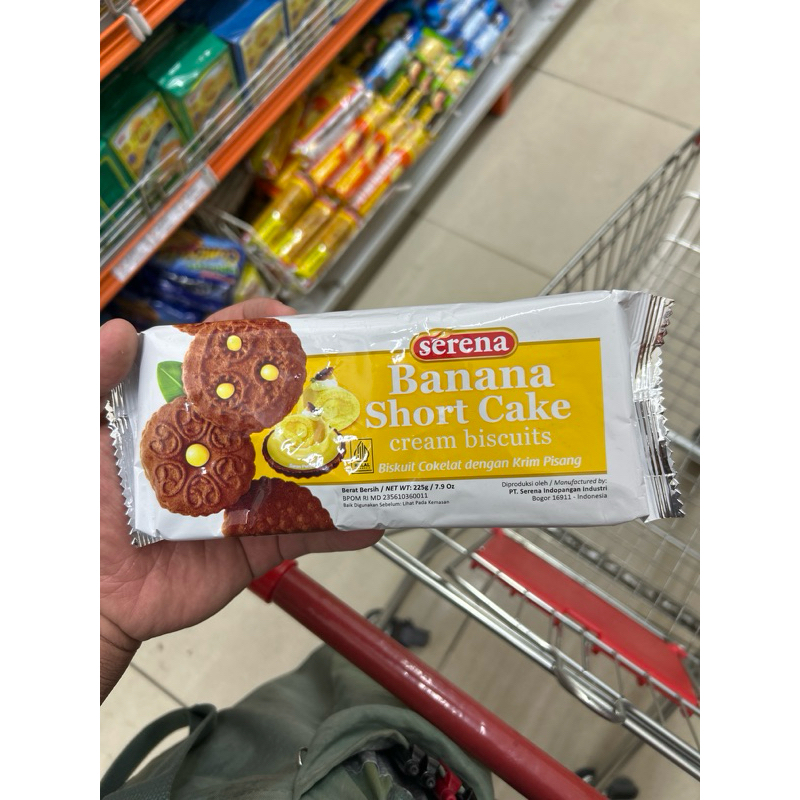 serena
Banana
Short Cake
cream biscuits
Biskuit Cokelat dengan Krim Pisang
Berat Bersih / NET WT: 225g / 7.9 Oz
BPOM RI MD 235610360011
Baik Digunakan Sebelum: Lihat Pada Kemasan
Diproduksi oleh / Manufactured by:
PT. Serena Indopangan Industri
Bogor 16911 - Indonesia